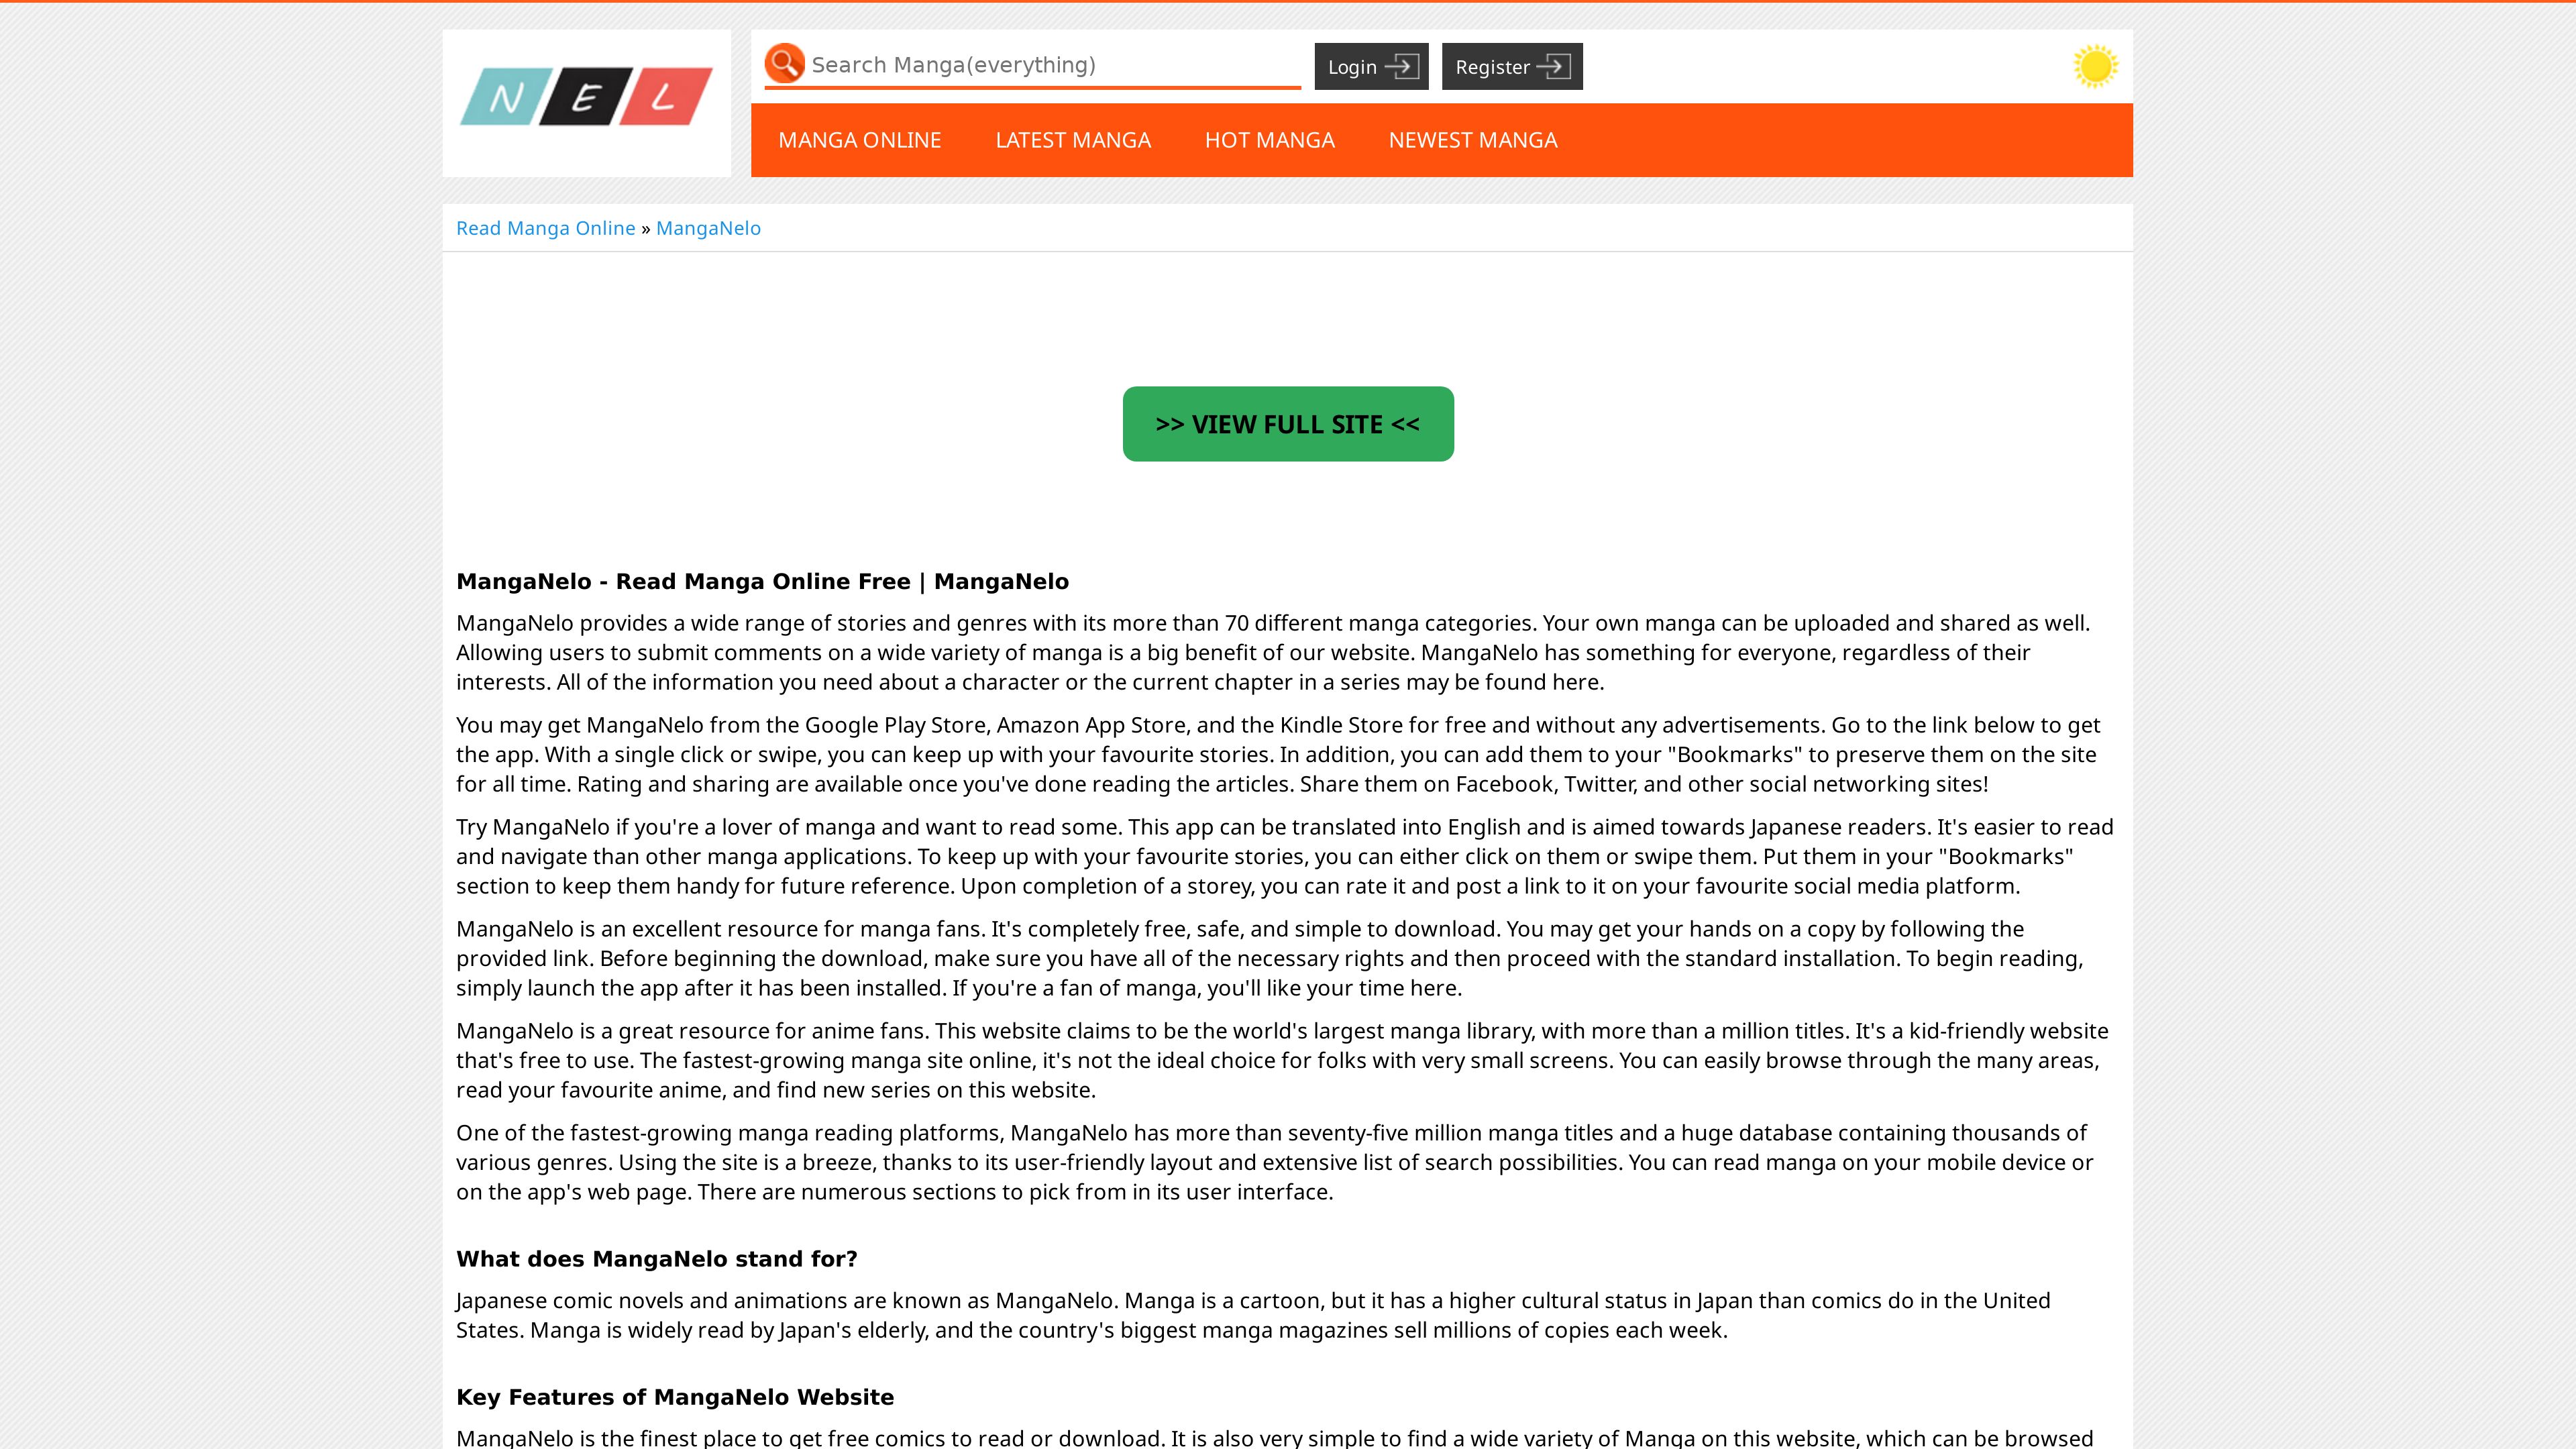 N E L
Search Manga(everything)
Login
Register
MANGA ONLINE
LATEST MANGA
HOT MANGA
NEWEST MANGA
Read Manga Online » MangaNelo
>> VIEW FULL SITE <<
MangaNelo - Read Manga Online Free | MangaNelo
MangaNelo provides a wide range of stories and genres with its more than 70 different manga categories. Your own manga can be uploaded and shared as well.
Allowing users to submit comments on a wide variety of manga is a big benefit of our website. MangaNelo has something for everyone, regardless of their
interests. All of the information you need about a character or the current chapter in a series may be found here.
You may get MangaNelo from the Google Play Store, Amazon App Store, and the Kindle Store for free and without any advertisements. Go to the link below to get
the app. With a single click or swipe, you can keep up with your favourite stories. In addition, you can add them to your "Bookmarks" to preserve them on the site
for all time. Rating and sharing are available once you've done reading the articles. Share them on Facebook, Twitter, and other social networking sites!
Try MangaNelo if you're a lover of manga and want to read some. This app can be translated into English and is aimed towards Japanese readers. It's easier to read
and navigate than other manga applications. To keep up with your favourite stories, you can either click on them or swipe them. Put them in your "Bookmarks"
section to keep them handy for future reference. Upon completion of a storey, you can rate it and post a link to it on your favourite social media platform.
MangaNelo is an excellent resource for manga fans. It's completely free, safe, and simple to download. You may get your hands on a copy by following the
provided link. Before beginning the download, make sure you have all of the necessary rights and then proceed with the standard installation. To begin reading,
simply launch the app after it has been installed. If you're a fan of manga, you'll like your time here.
MangaNelo is a great resource for anime fans. This website claims to be the world's largest manga library, with more than a million titles. It's a kid-friendly website
that's free to use. The fastest-growing manga site online, it's not the ideal choice for folks with very small screens. You can easily browse through the many areas,
read your favourite anime, and find new series on this website.
One of the fastest-growing manga reading platforms, MangaNelo has more than seventy-five million manga titles and a huge database containing thousands of
various genres. Using the site is a breeze, thanks to its user-friendly layout and extensive list of search possibilities. You can read manga on your mobile device or
on the app's web page. There are numerous sections to pick from in its user interface.
What does MangaNelo stand for?
Japanese comic novels and animations are known as MangaNelo. Manga is a cartoon, but it has a higher cultural status in Japan than comics do in the United
States. Manga is widely read by Japan's elderly, and the country's biggest manga magazines sell millions of copies each week.
Key Features of MangaNelo Website
MangaNelo is the finest place to get free comics to read or download. It is also very simple to find a wide variety of Manga on this website, which can be browsed